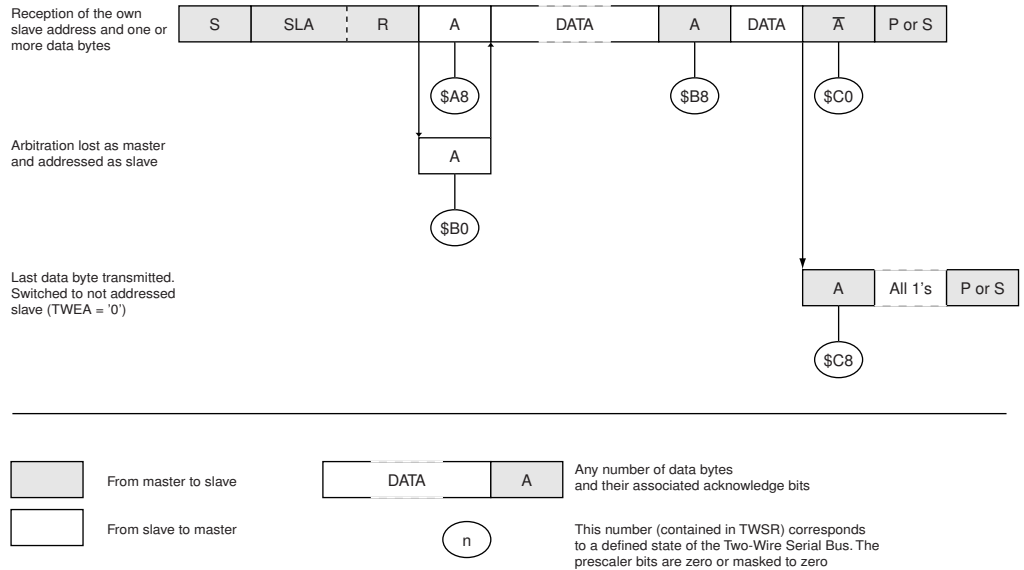 Reception of the own
slave address and one or
more data bytes
S SLA R A DATA A DATA A̅ P or S
$A8 $B8 $C0
Arbitration lost as master
and addressed as slave
A
$B0
Last data byte transmitted.
Switched to not addressed
slave (TWEA = '0')
A All 1's P or S
$C8
From master to slave
DATA A
Any number of data bytes
and their associated acknowledge bits
From slave to master
n
This number (contained in TWSR) corresponds
to a defined state of the Two-Wire Serial Bus. The
prescaler bits are zero or masked to zero